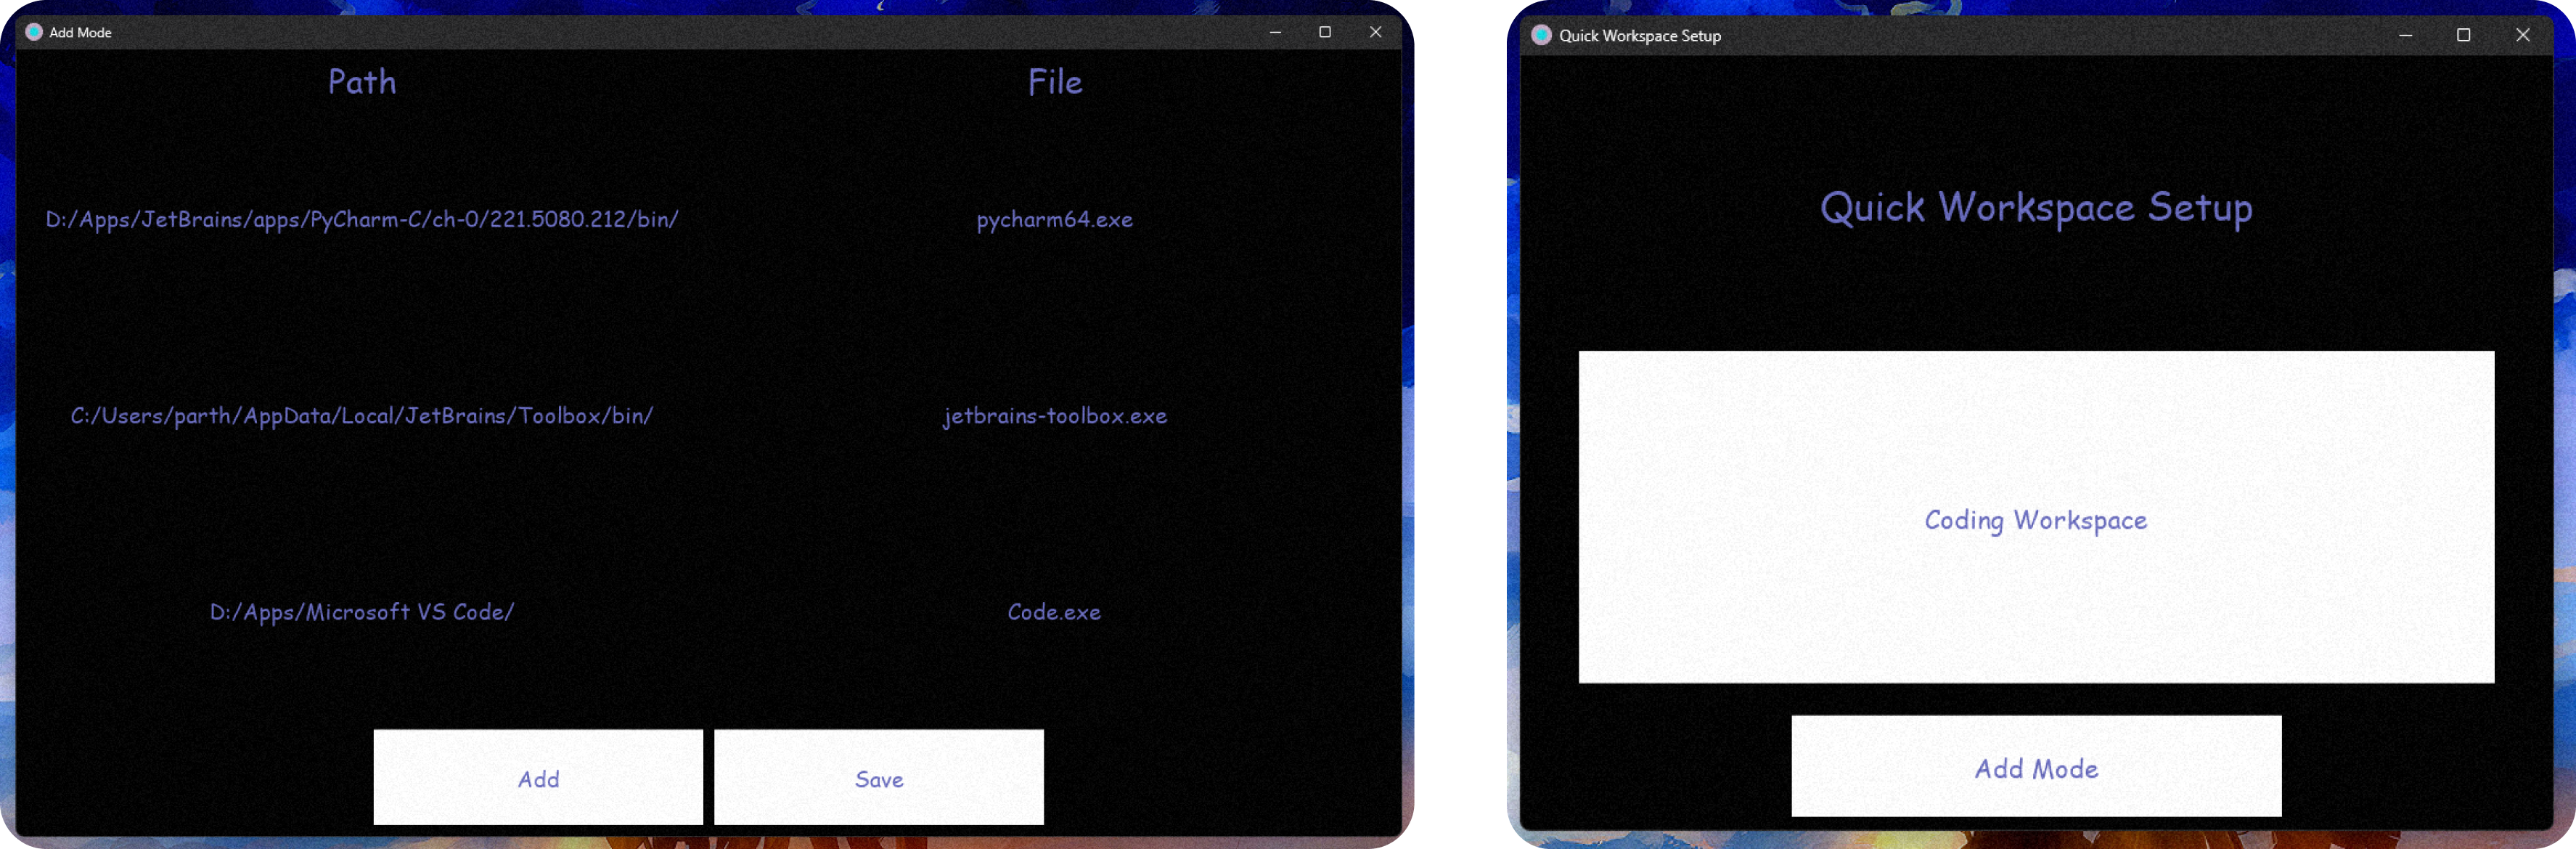 Add Mode
Path File
D:/Apps/JetBrains/apps/PyCharm-C/ch-0/221.5080.212/bin/ pycharm64.exe
C:/Users/parth/AppData/Local/JetBrains/Toolbox/bin/ jetbrains-toolbox.exe
D:/Apps/Microsoft VS Code/ Code.exe
Add Save
Quick Workspace Setup
Quick Workspace Setup
Coding Workspace
Add Mode